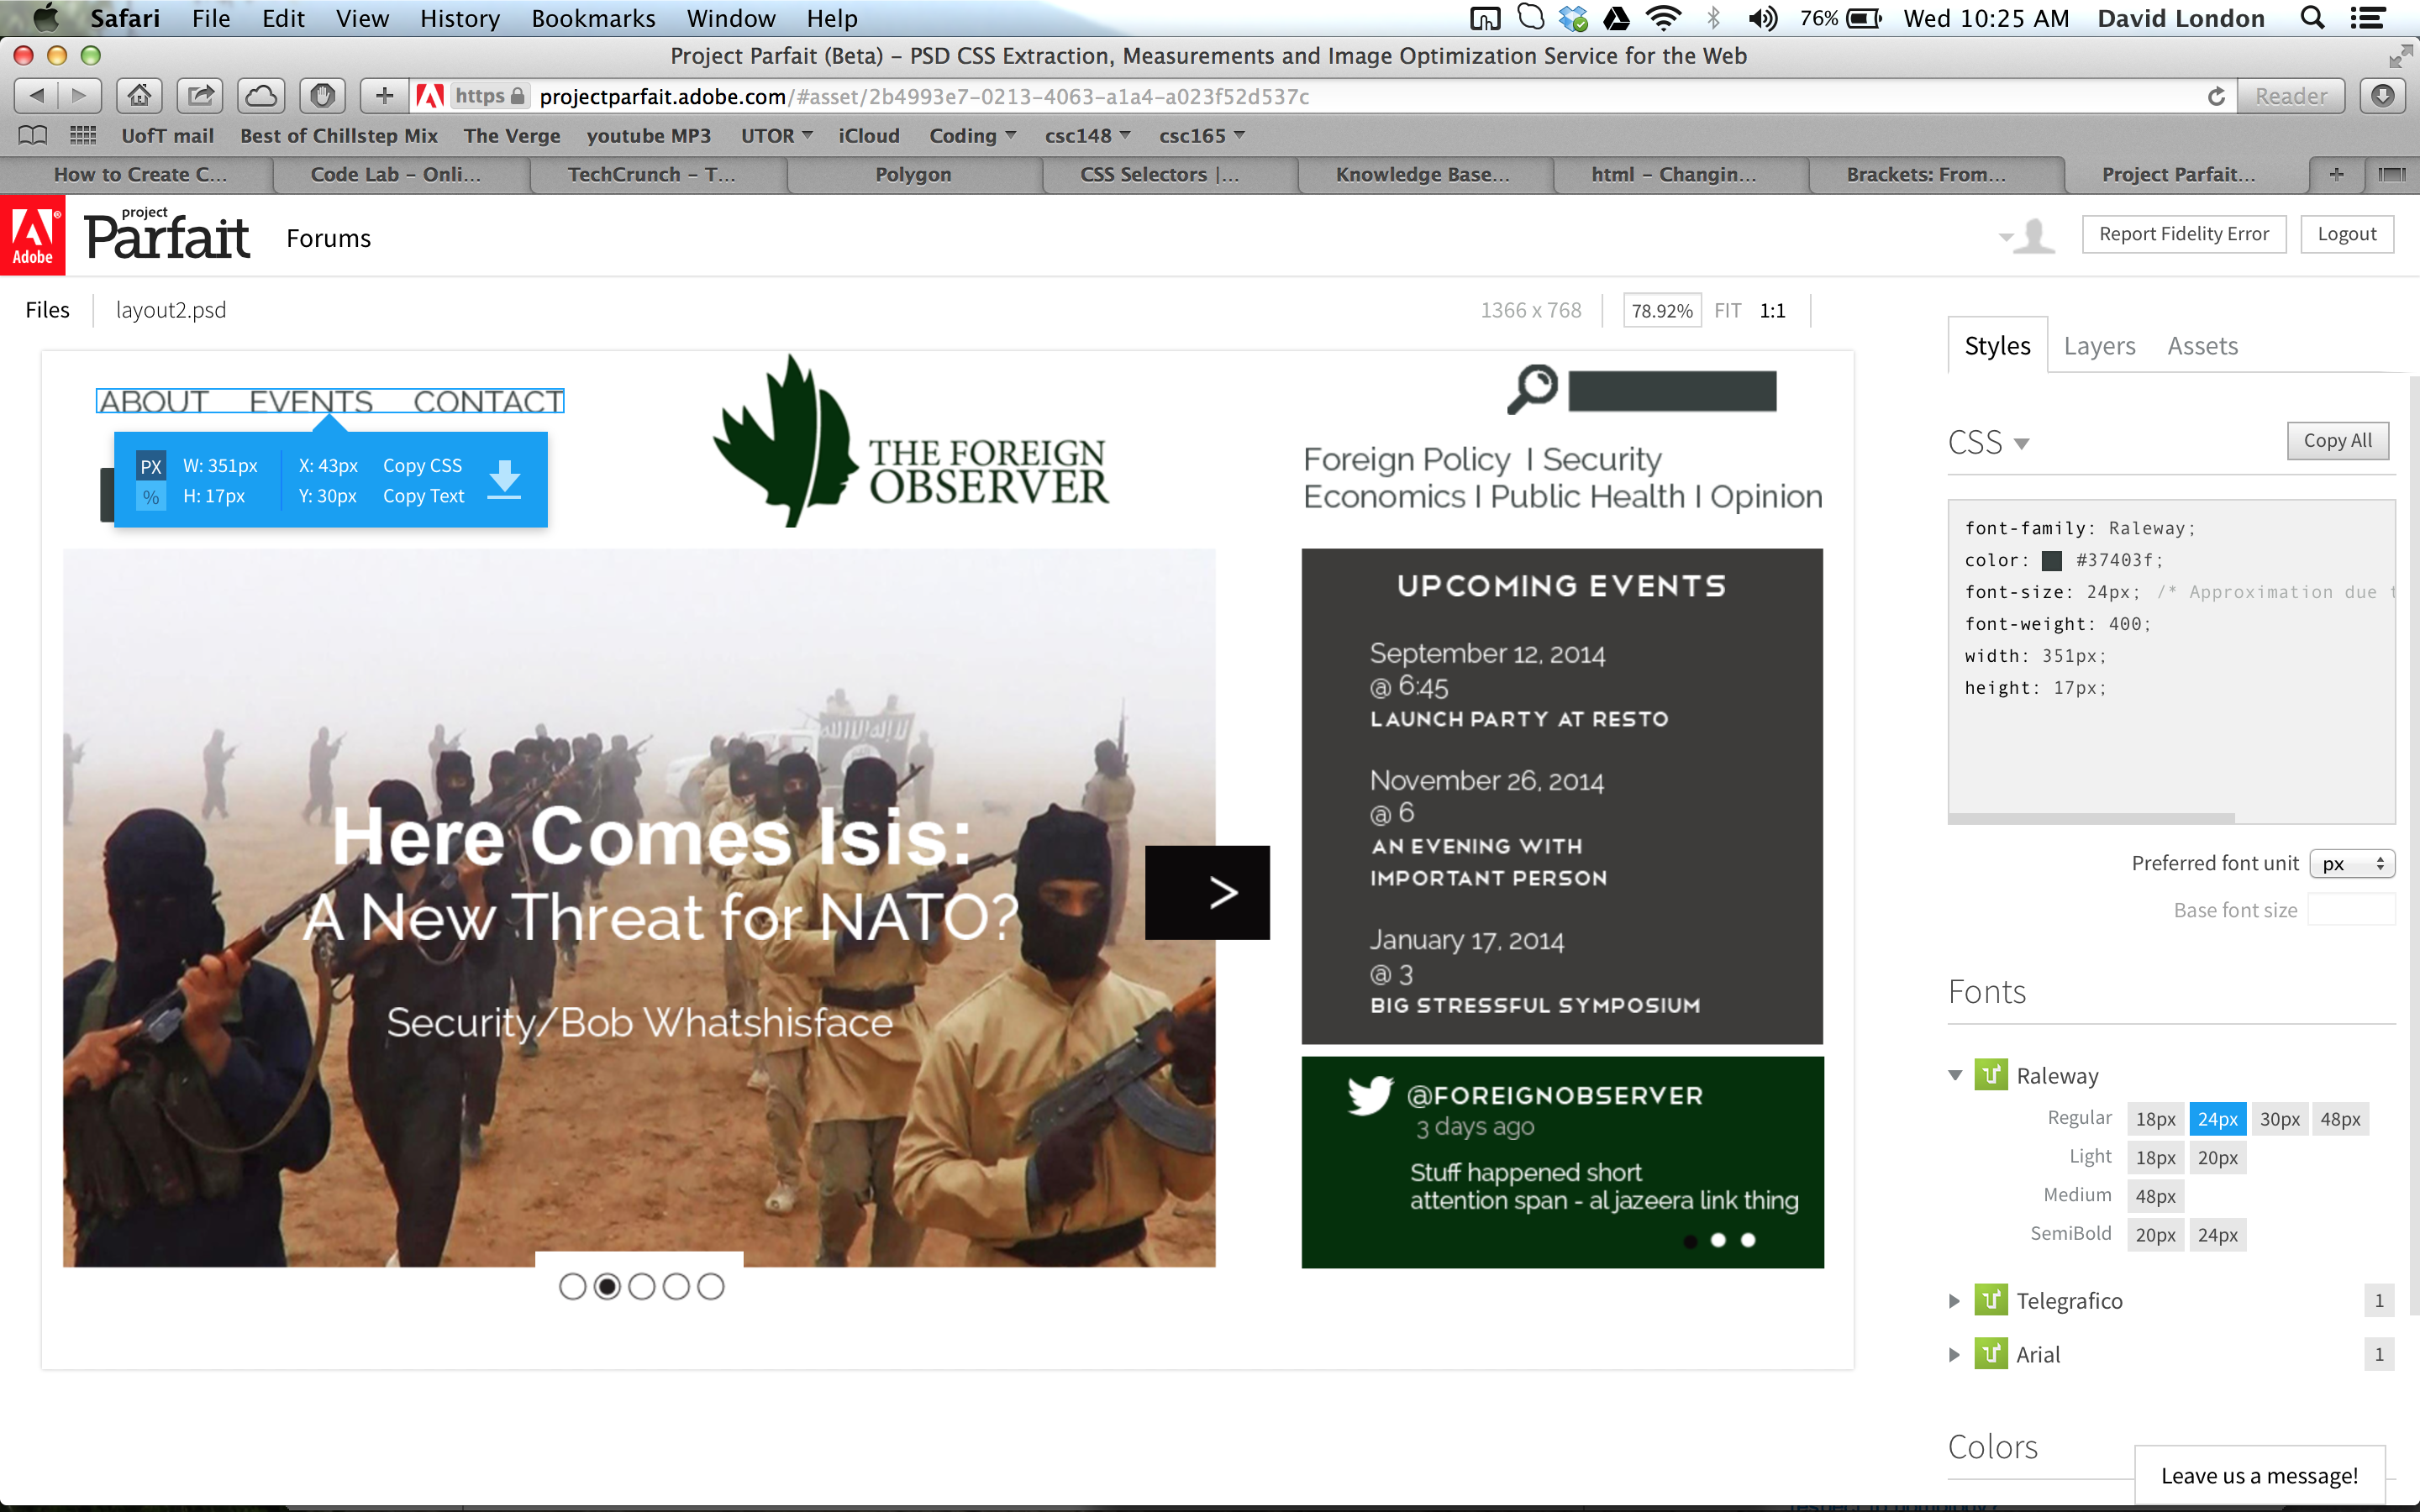 Safari File Edit View History Bookmarks Window Help 76% Wed 10:25 AM David London
Project Parfait (Beta) – PSD CSS Extraction, Measurements and Image Optimization Service for the Web
https projectparfait.adobe.com/#asset/2b4993e7-0213-4063-a1a4-a023f52d537c Reader
UofT mail Best of Chillstep Mix The Verge youtube MP3 UTOR iCloud Coding csc148 csc165
How to Create C... Code Lab – Onli... TechCrunch – T... Polygon CSS Selectors |... Knowledge Base... html – Changin... Brackets: From... Project Parfait...
Adobe
project
Parfait
Forums
Report Fidelity Error Logout
Files layout2.psd 1366 x 768 78.92% FIT 1:1
ABOUT EVENTS CONTACT
PX W: 351px X: 43px Copy CSS
% H: 17px Y: 30px Copy Text
THE FOREIGN
OBSERVER
Foreign Policy I Security
Economics I Public Health I Opinion
Here Comes Isis:
A New Threat for NATO?
Security/Bob Whatshisface
>
UPCOMING EVENTS
September 12, 2014
@ 6:45
LAUNCH PARTY AT RESTO
November 26, 2014
@ 6
AN EVENING WITH
IMPORTANT PERSON
January 17, 2014
@ 3
BIG STRESSFUL SYMPOSIUM
@FOREIGNOBSERVER
3 days ago
Stuff happened short
attention span - al jazeera link thing
Styles Layers Assets
CSS Copy All
font-family: Raleway;
color: #37403f;
font-size: 24px; /* Approximation due
font-weight: 400;
width: 351px;
height: 17px;
Preferred font unit px
Base font size
Fonts
Raleway
Regular 18px 24px 30px 48px
Light 18px 20px
Medium 48px
SemiBold 20px 24px
Telegrafico 1
Arial 1
Colors
Leave us a message!